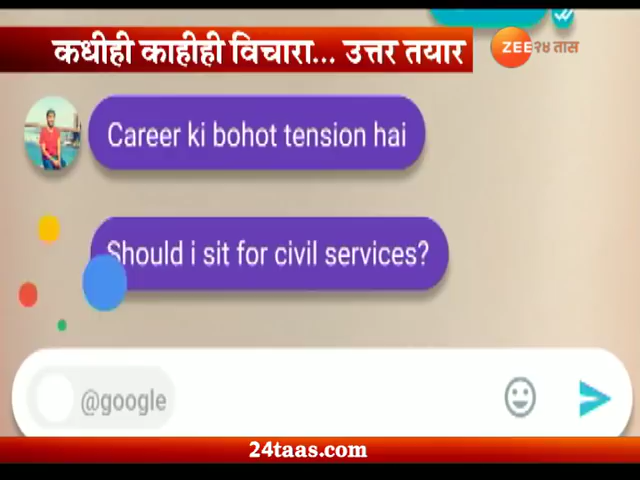 कधीही काहीही विचारा... उत्तर तयार
ZEE २४ तास
Career ki bohot tension hai
Should i sit for civil services?
@google
24taas.com